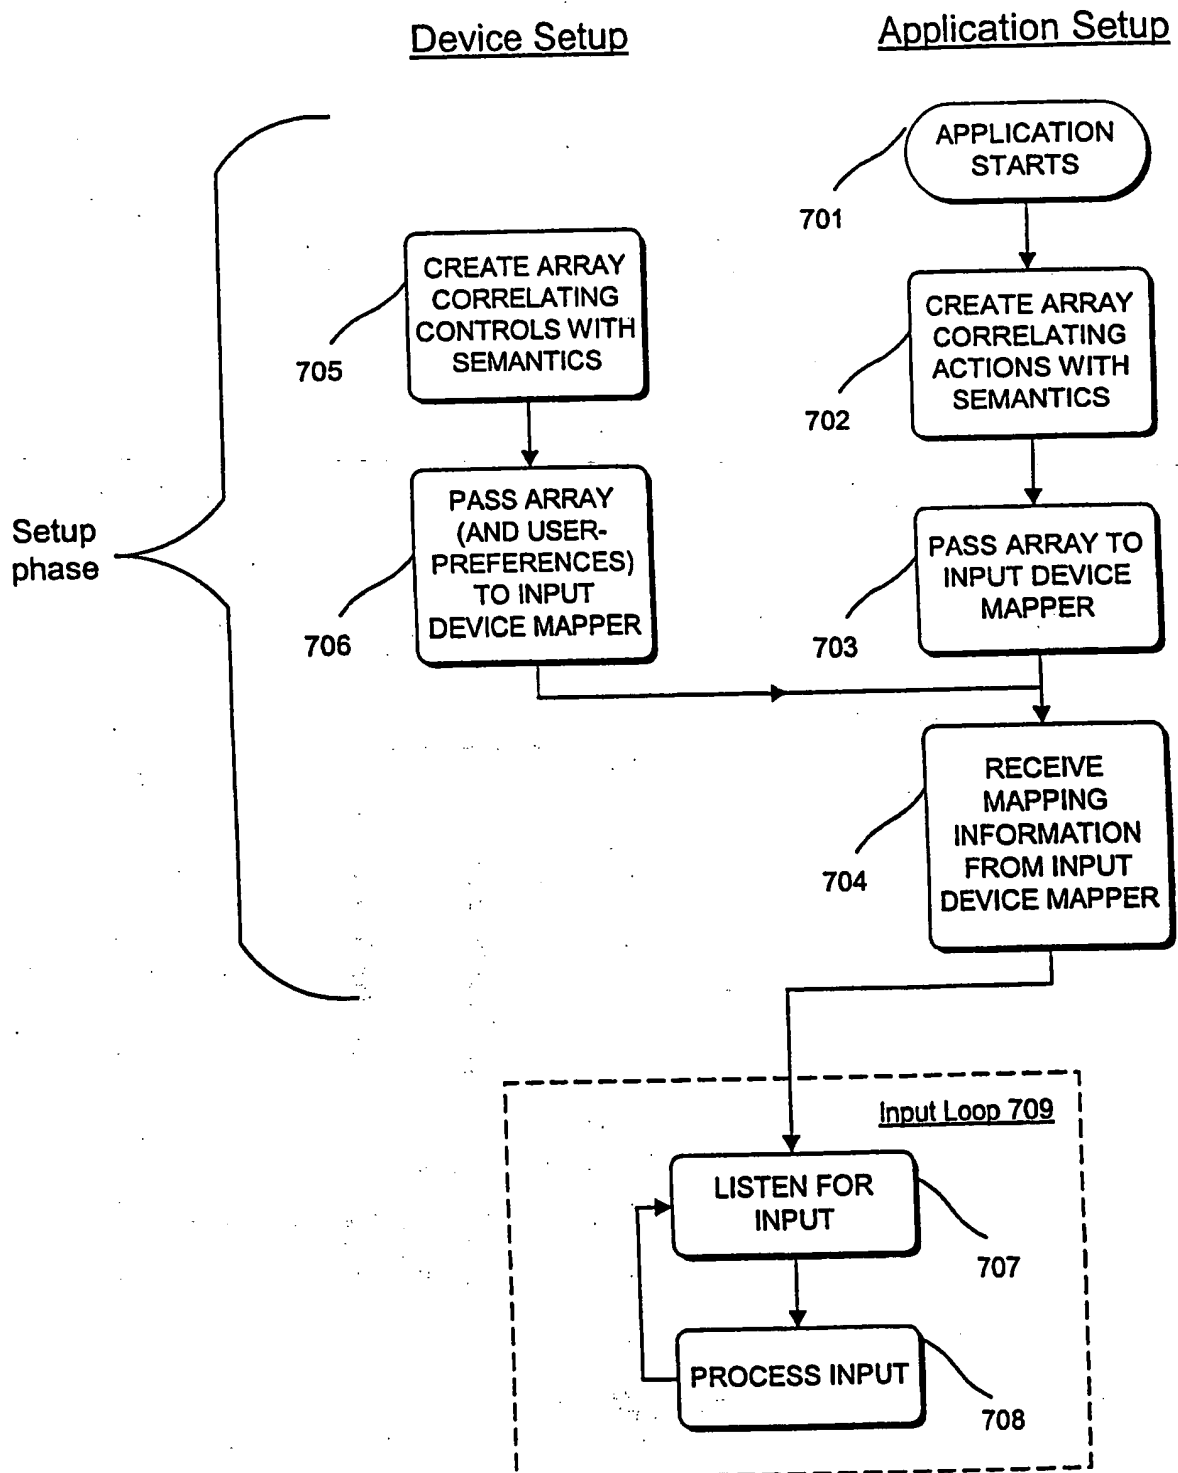 Device Setup
Application Setup
APPLICATION
STARTS
701
CREATE ARRAY
CORRELATING
CONTROLS WITH
SEMANTICS
705
CREATE ARRAY
CORRELATING
ACTIONS WITH
SEMANTICS
702
Setup
phase
PASS ARRAY
(AND USER-
PREFERENCES)
TO INPUT
DEVICE MAPPER
706
PASS ARRAY TO
INPUT DEVICE
MAPPER
703
RECEIVE
MAPPING
INFORMATION
FROM INPUT
DEVICE MAPPER
704
Input Loop 709
LISTEN FOR
INPUT
707
PROCESS INPUT
708